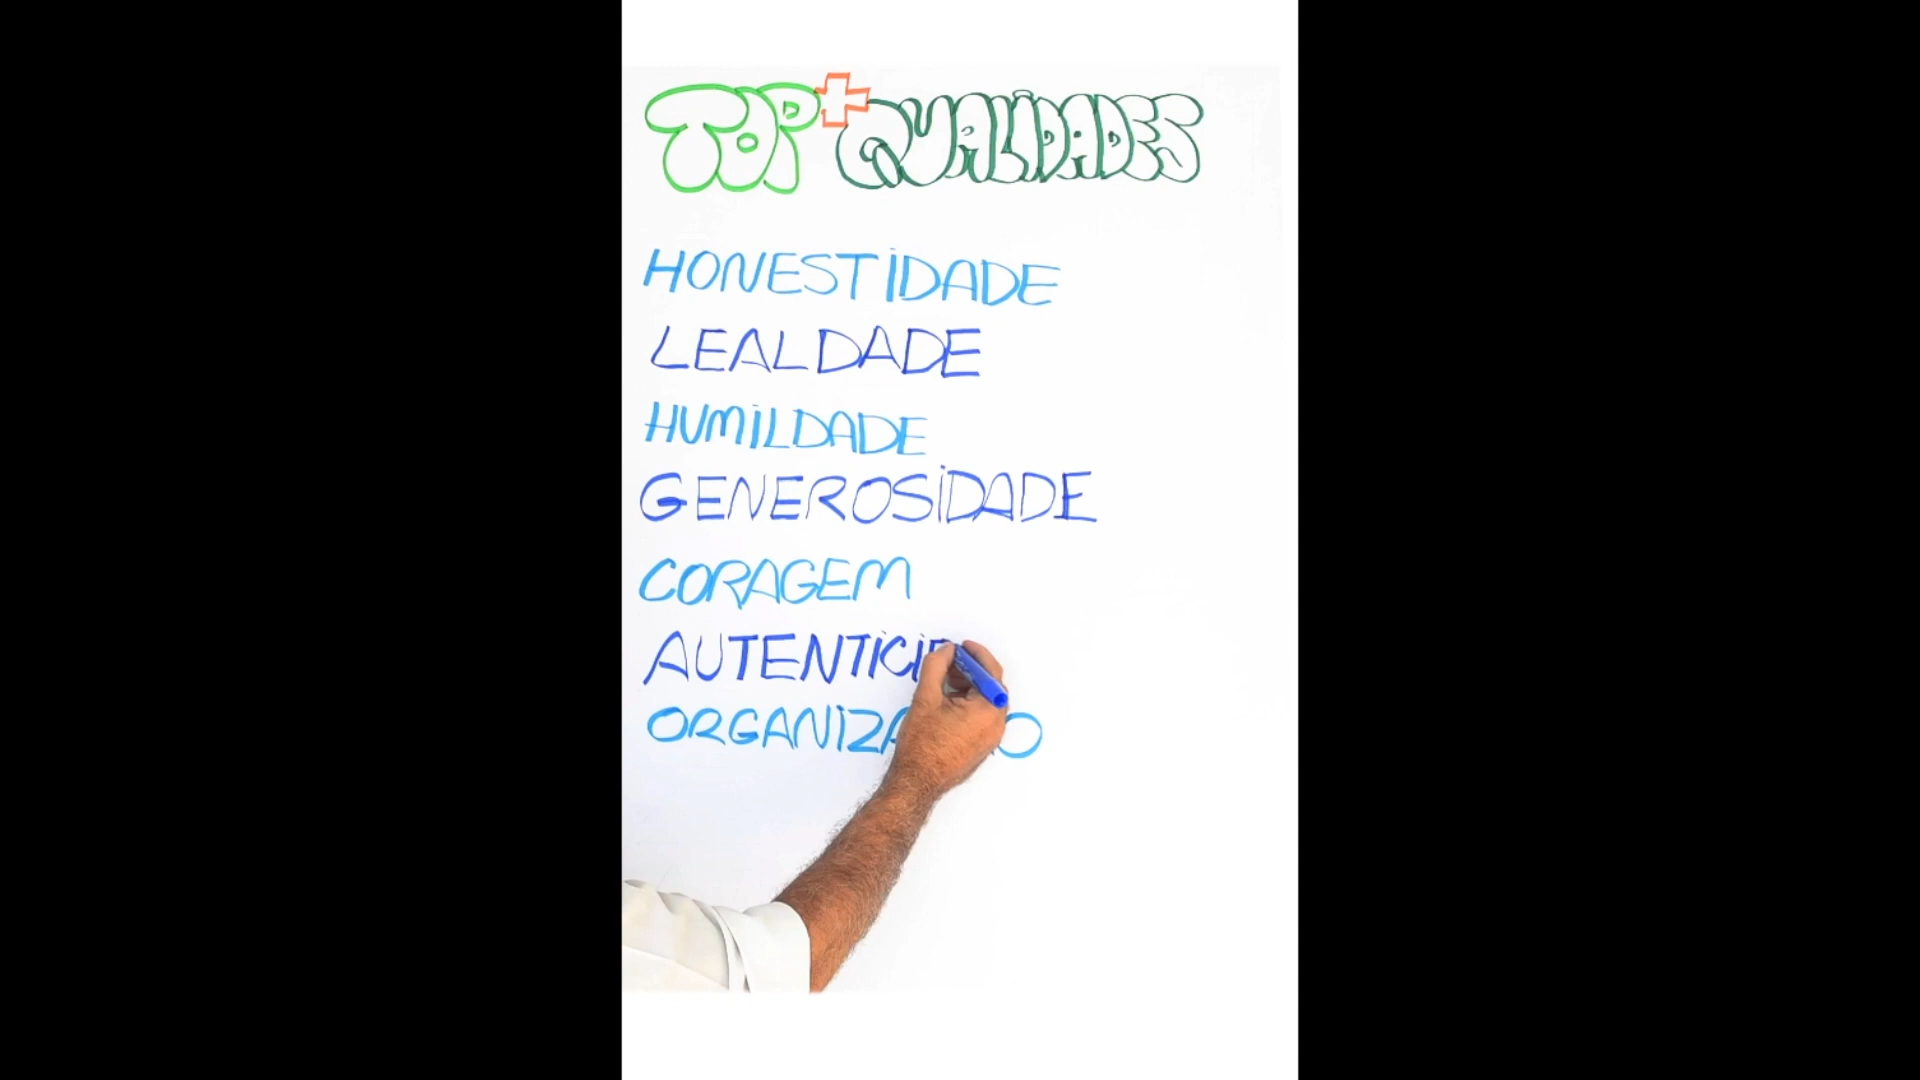 TOP + QUALIDADES
HONESTIDADE
LEALDADE
HUMILDADE
GENEROSIDADE
CORAGEM